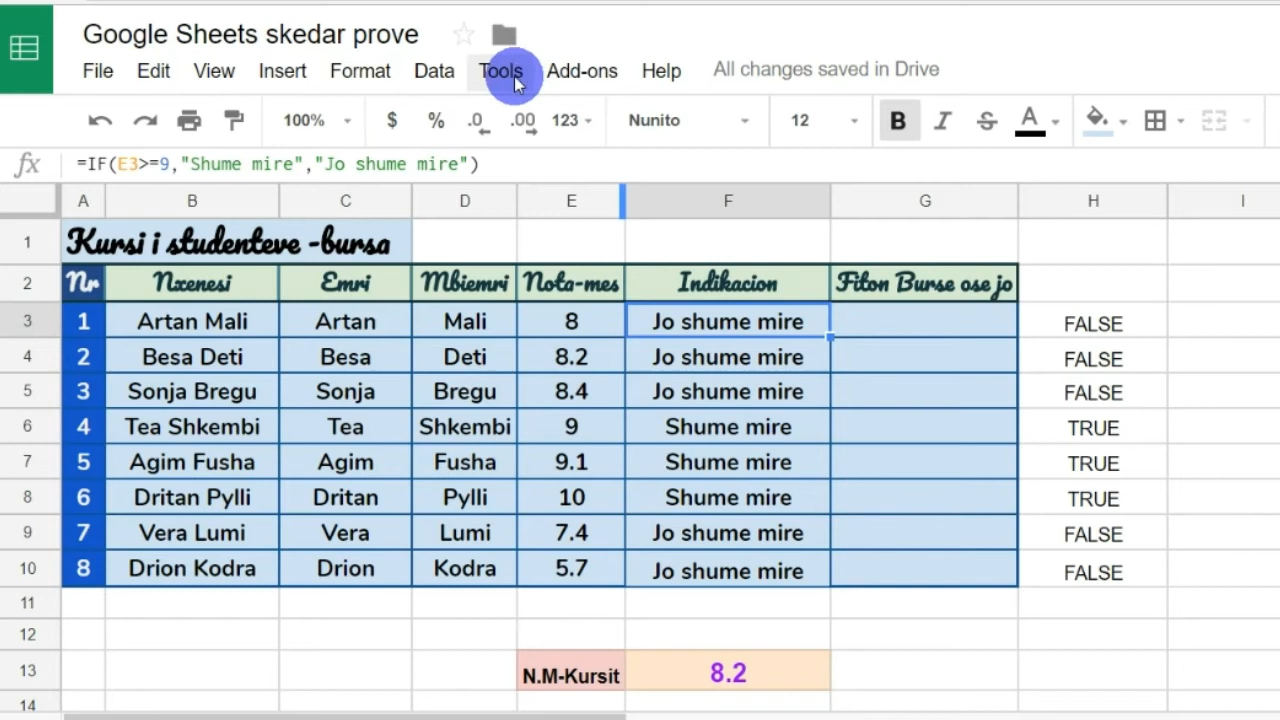 Google Sheets skedar prove
File Edit View Insert Format Data Tools Add-ons Help All changes saved in Drive
100% $ % .0 .00 123 Nunito 12 B I S A
fx =IF(E3>=9,"Shume mire","Jo shume mire")
A B C D E F G H I
1 Kursi i studenteve -bursa
2 Nr Nxenesi Emri Mbiemri Nota-mes Indikacion Fiton Burse ose jo
3 1 Artan Mali Artan Mali 8 Jo shume mire FALSE
4 2 Besa Deti Besa Deti 8.2 Jo shume mire FALSE
5 3 Sonja Bregu Sonja Bregu 8.4 Jo shume mire FALSE
6 4 Tea Shkembi Tea Shkembi 9 Shume mire TRUE
7 5 Agim Fusha Agim Fusha 9.1 Shume mire TRUE
8 6 Dritan Pylli Dritan Pylli 10 Shume mire TRUE
9 7 Vera Lumi Vera Lumi 7.4 Jo shume mire FALSE
10 8 Drion Kodra Drion Kodra 5.7 Jo shume mire FALSE
11
12
13 N.M-Kursit 8.2
14